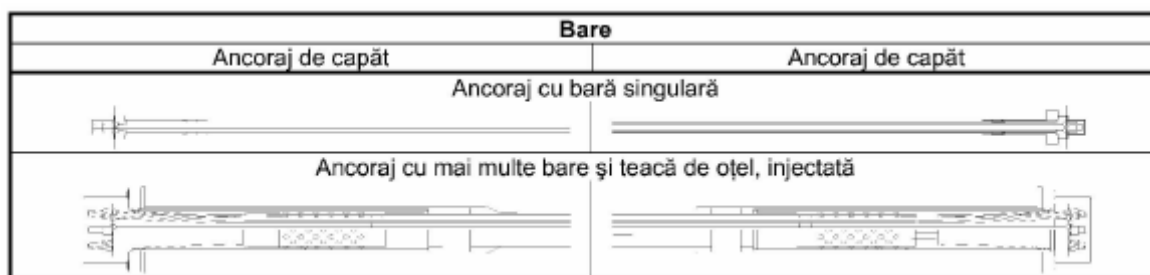 Bare
Ancoraj de capăt
Ancoraj de capăt
Ancoraj cu bară singulară
Ancoraj cu mai multe bare şi teacă de oțel, injectată